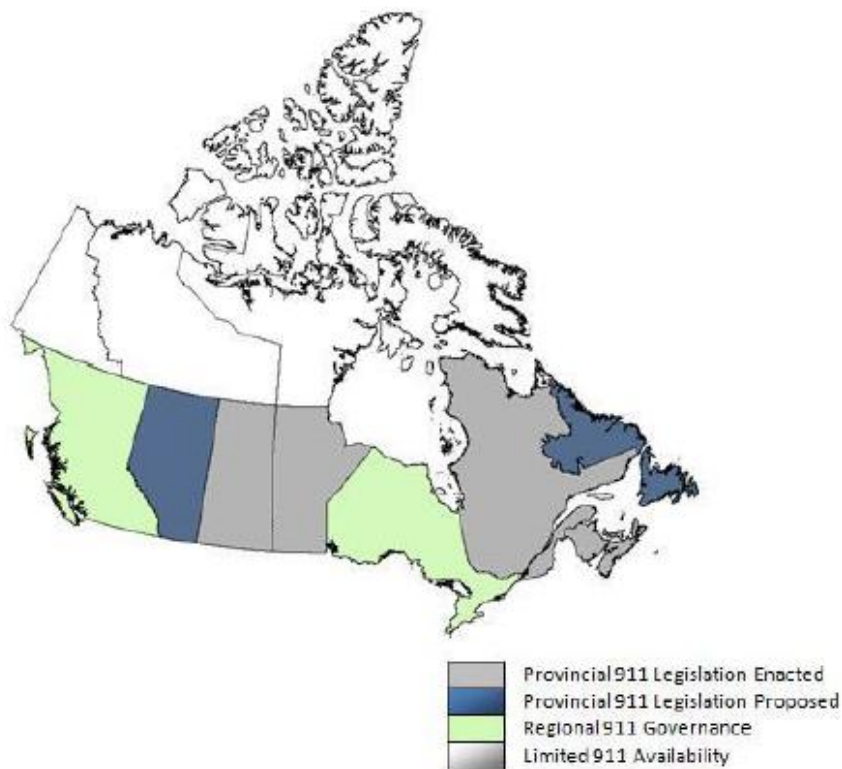 Provincial 911 Legislation Enacted
Provincial 911 Legislation Proposed
Regional 911 Governance
Limited 911 Availability